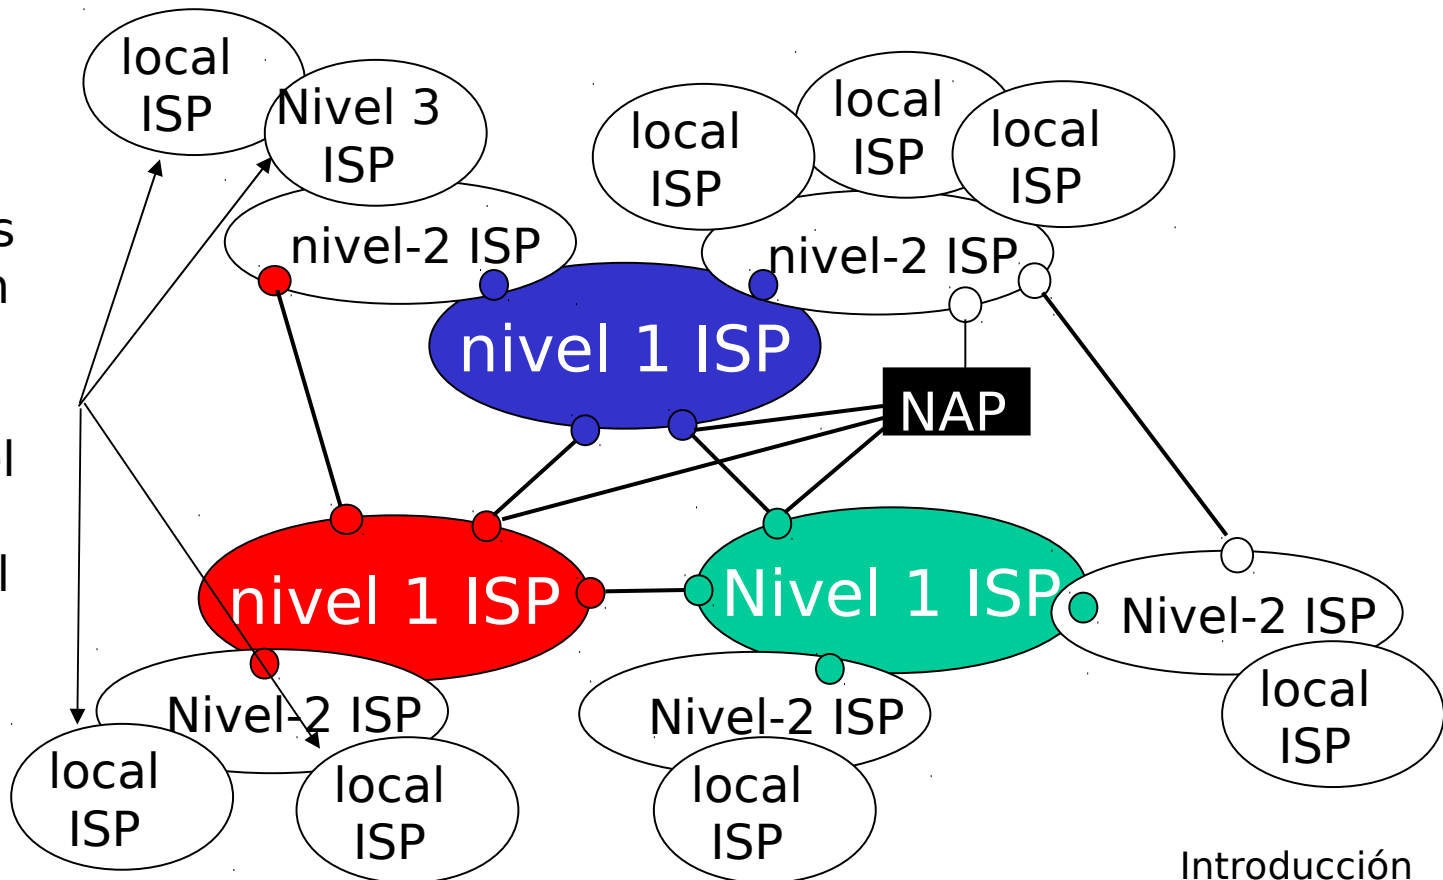 local
ISP
Nivel 3
ISP
local
ISP
local
ISP
local
ISP
s
n
nivel-2 ISP
nivel-2 ISP
nivel 1 ISP
NAP
el
l
nivel 1 ISP
Nivel 1 ISP
Nivel-2 ISP
Nivel-2 ISP
Nivel-2 ISP
local
ISP
local
ISP
local
ISP
local
ISP
Introducción